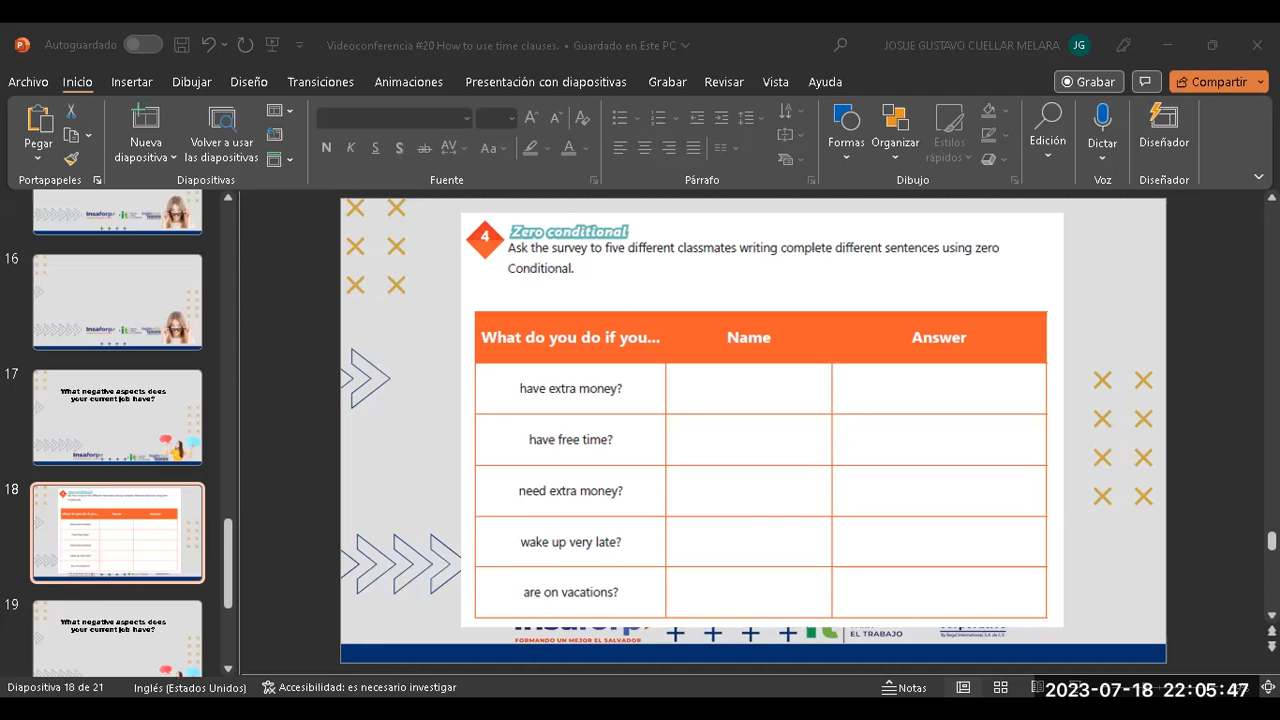 Autoguardado
Videoconferencia #20 How to use time clauses. • Guardado en Este PC
JOSUE GUSTAVO CUELLAR MELARA JG
Archivo Inicio Insertar Dibujar Diseño Transiciones Animaciones Presentación con diapositivas Grabar Revisar Vista Ayuda
Grabar Compartir
Pegar
Nueva diapositiva
Volver a usar las diapositivas
N K S S ab AV Aa A
Formas
Organizar
Estilos rápidos
Edición
Dictar
Diseñador
Portapapeles Diapositivas Fuente Párrafo Dibujo Voz Diseñador
Insaforp
16
Insaforp
17
What negative aspects does
your current job have?
Insaforp
18
19
What negative aspects does
your current job have?
4
Zero conditional
Ask the survey to five different classmates writing complete different sentences using zero
Conditional.
What do you do if you... Name Answer
have extra money?
have free time?
need extra money?
wake up very late?
are on vacations?
FORMANDO UN MEJOR EL SALVADOR
EL TRABAJO
Diapositiva 18 de 21 Inglés (Estados Unidos) Accesibilidad: es necesario investigar Notas
2023-07-18 22:05:47